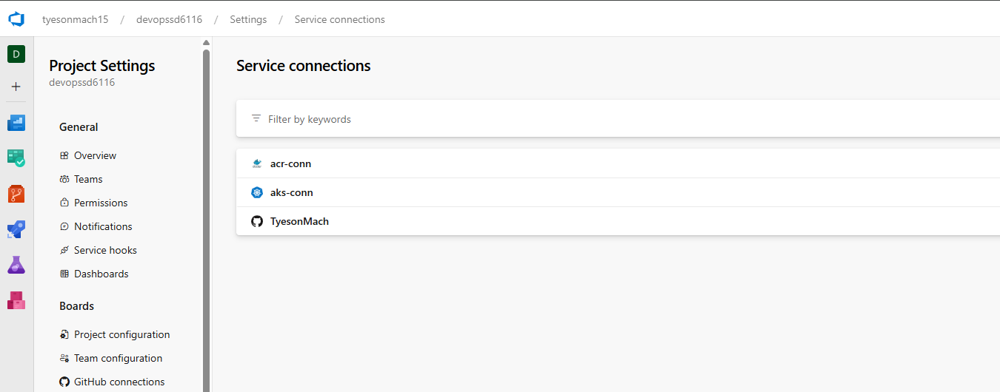 tyesonmach15 / devopssd6116 / Settings / Service connections
D
Project Settings
devopssd6116
General
Overview
Teams
Permissions
Notifications
Service hooks
Dashboards
Boards
Project configuration
Team configuration
GitHub connections
Service connections
Filter by keywords
acr-conn
aks-conn
TyesonMach